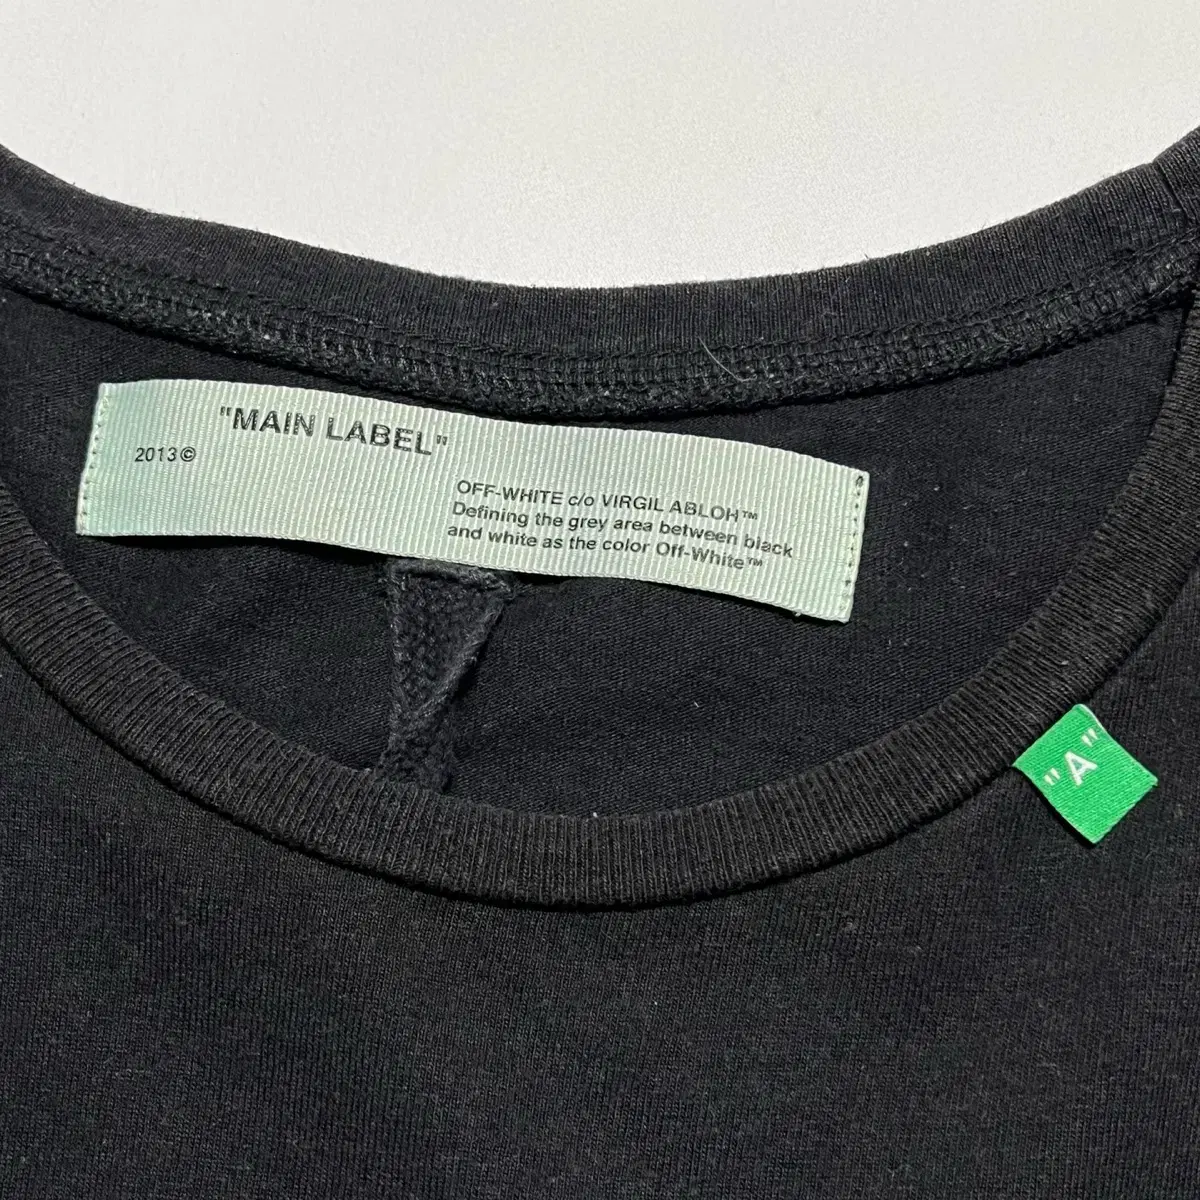 "MAIN LABEL"
2013©
OFF-WHITE c/o VIRGIL ABLOH™
Defining the grey area between black
and white as the color Off-White™
"A"